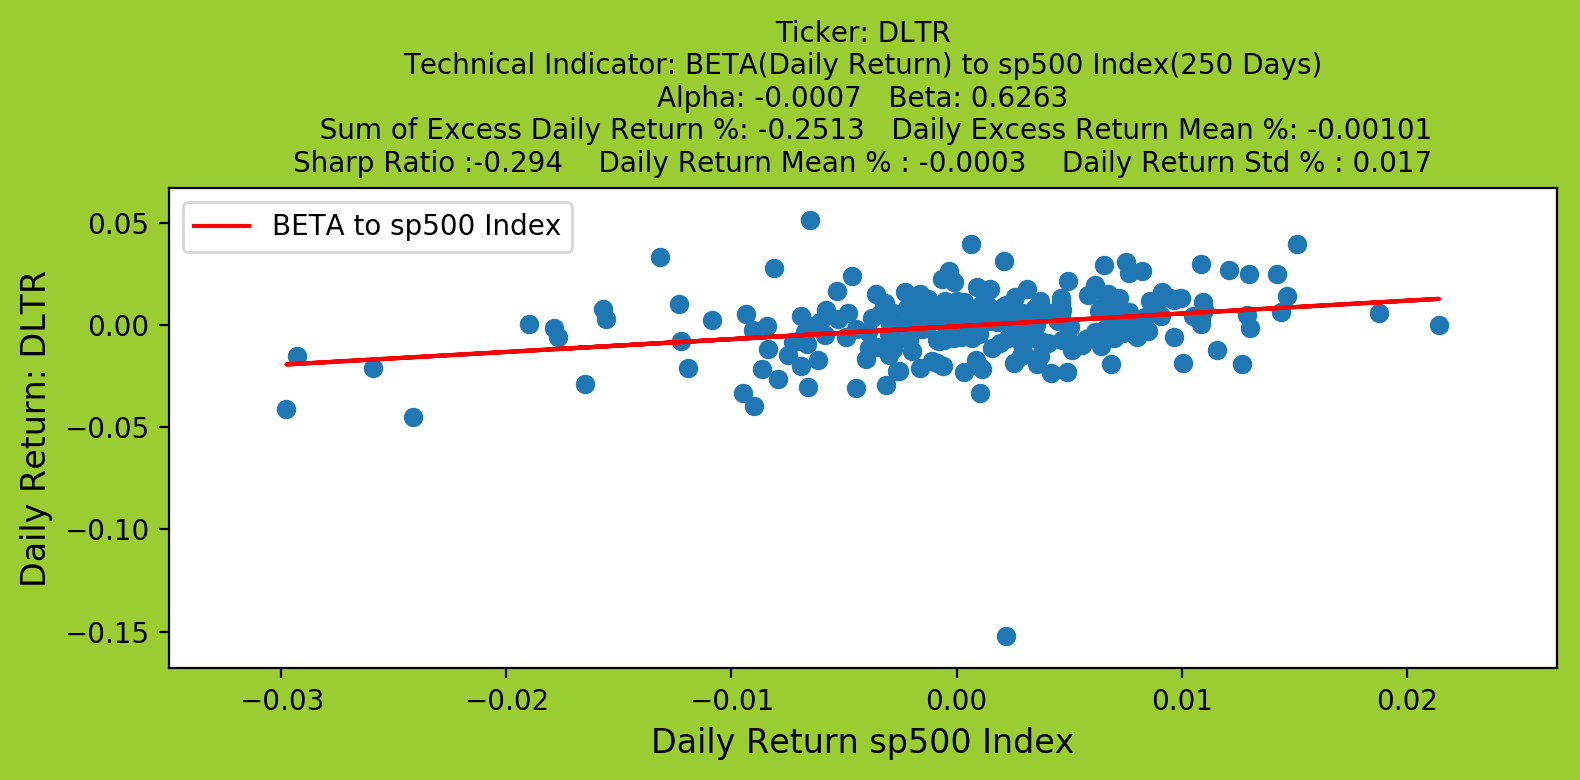 Ticker: DLTR
Technical Indicator: BETA(Daily Return) to sp500 Index(250 Days)
Alpha: -0.0007   Beta: 0.6263
Sum of Excess Daily Return %: -0.2513   Daily Excess Return Mean %: -0.00101
Sharp Ratio :-0.294    Daily Return Mean % : -0.0003    Daily Return Std % : 0.017
BETA to sp500 Index
Daily Return: DLTR
0.05
0.00
−0.05
−0.10
−0.15
−0.03 −0.02 −0.01 0.00 0.01 0.02
Daily Return sp500 Index